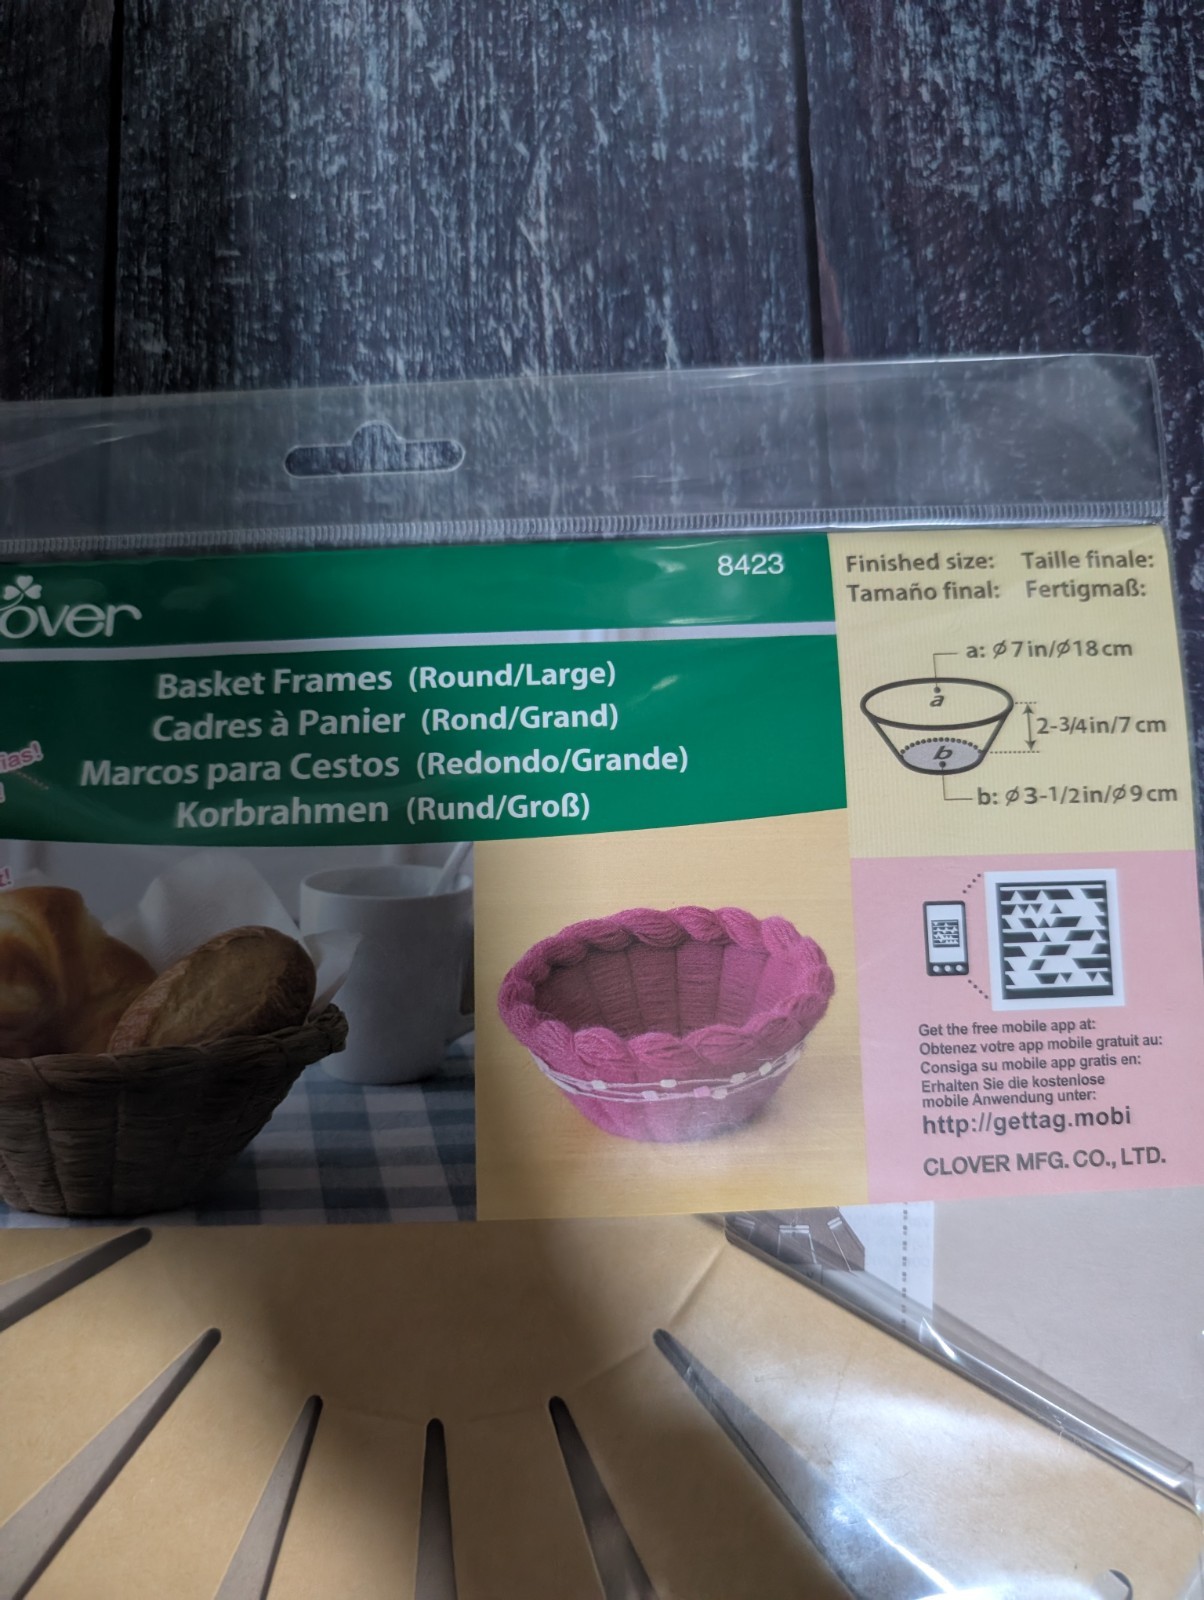 over
8423
Basket Frames (Round/Large)
Cadres à Panier (Rond/Grand)
Marcos para Cestos (Redondo/Grande)
Korbrahmen (Rund/Groß)
ias!
Finished size: Taille finale:
Tamaño final: Fertigmaß:
a: ⌀7in/⌀18cm
a
2-3/4in/7 cm
b
b: ⌀3-1/2in/⌀9cm
Get the free mobile app at:
Obtenez votre app mobile gratuit au:
Consiga su mobile app gratis en:
Erhalten Sie die kostenlose
mobile Anwendung unter:
http://gettag.mobi
CLOVER MFG. CO., LTD.